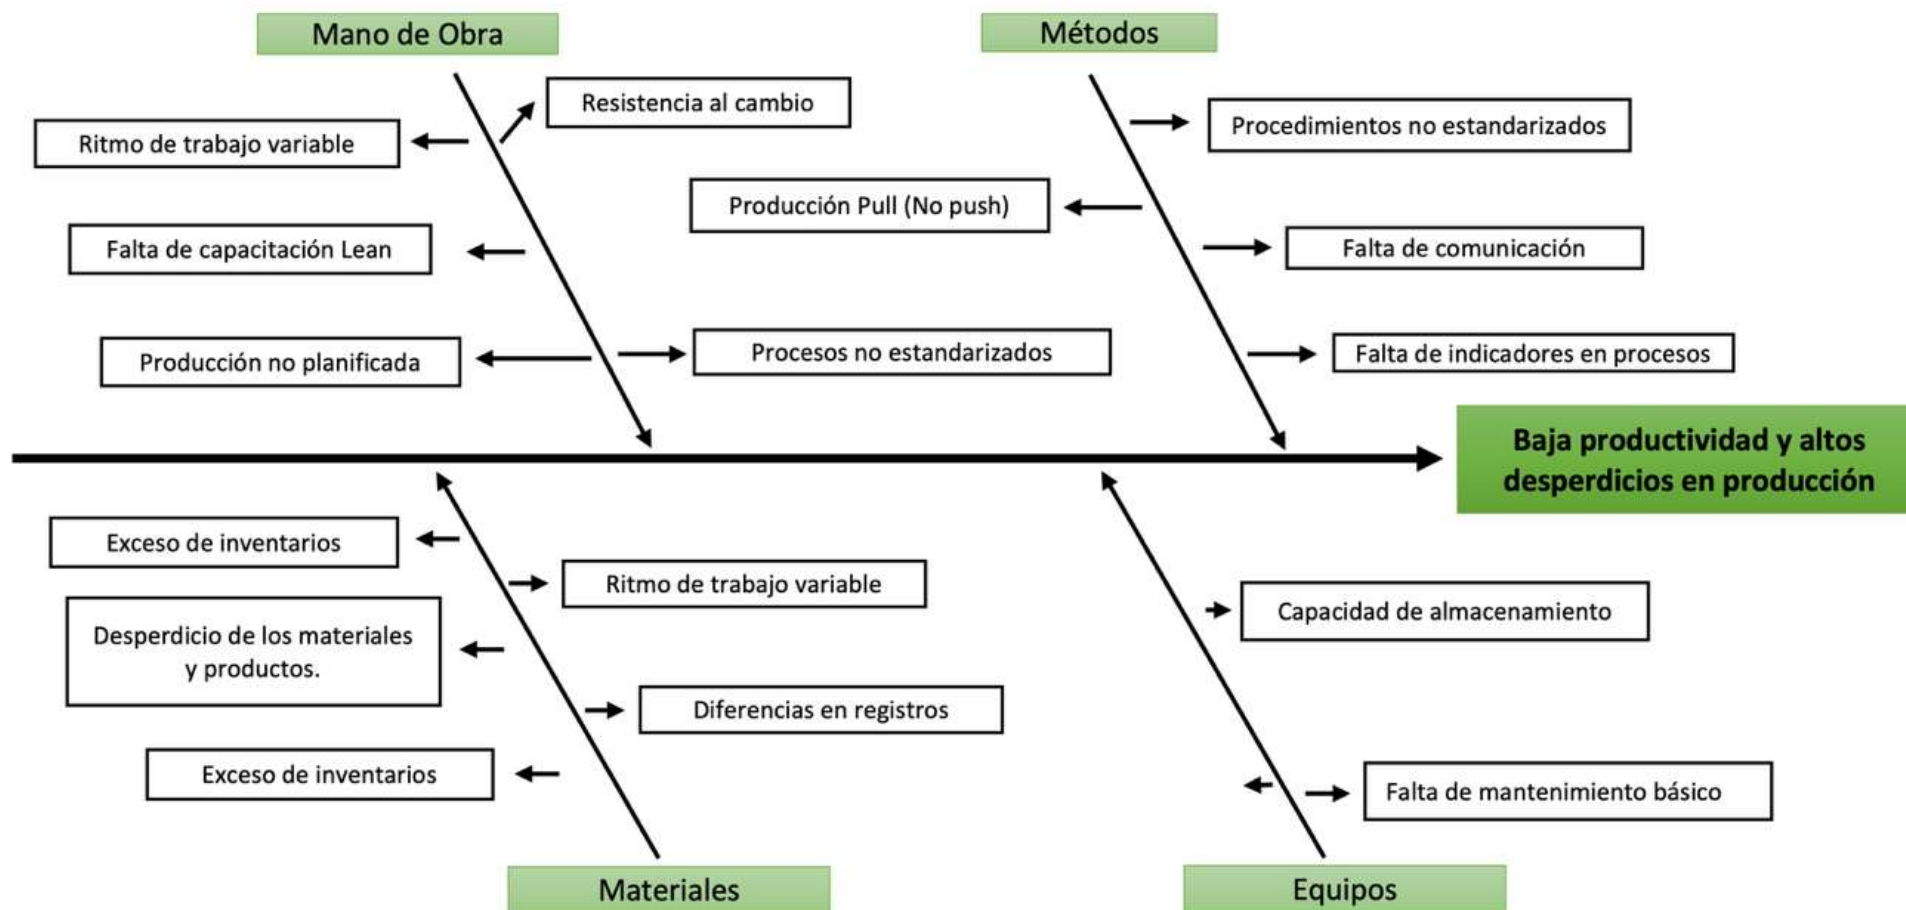 Mano de Obra
Métodos
Resistencia al cambio
Ritmo de trabajo variable
Procedimientos no estandarizados
Producción Pull (No push)
Falta de capacitación Lean
Falta de comunicación
Producción no planificada
Procesos no estandarizados
Falta de indicadores en procesos
Baja productividad y altos
desperdicios en producción
Exceso de inventarios
Ritmo de trabajo variable
Desperdicio de los materiales
y productos.
Capacidad de almacenamiento
Diferencias en registros
Exceso de inventarios
Falta de mantenimiento básico
Materiales
Equipos